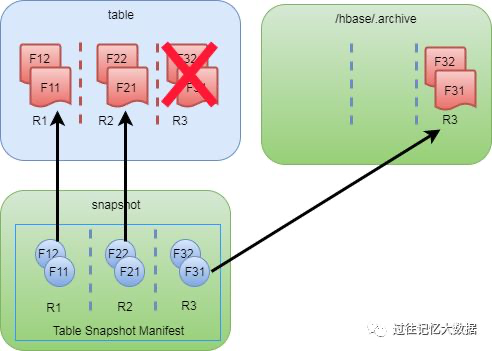 table
F12
F11
F22
F21
F32
F31
R1
R2
R3
/hbase/.archive
F32
F31
R3
snapshot
F12
F11
F22
F21
F32
F31
R1
R2
R3
Table Snapshot Manifest
过往记忆大数据